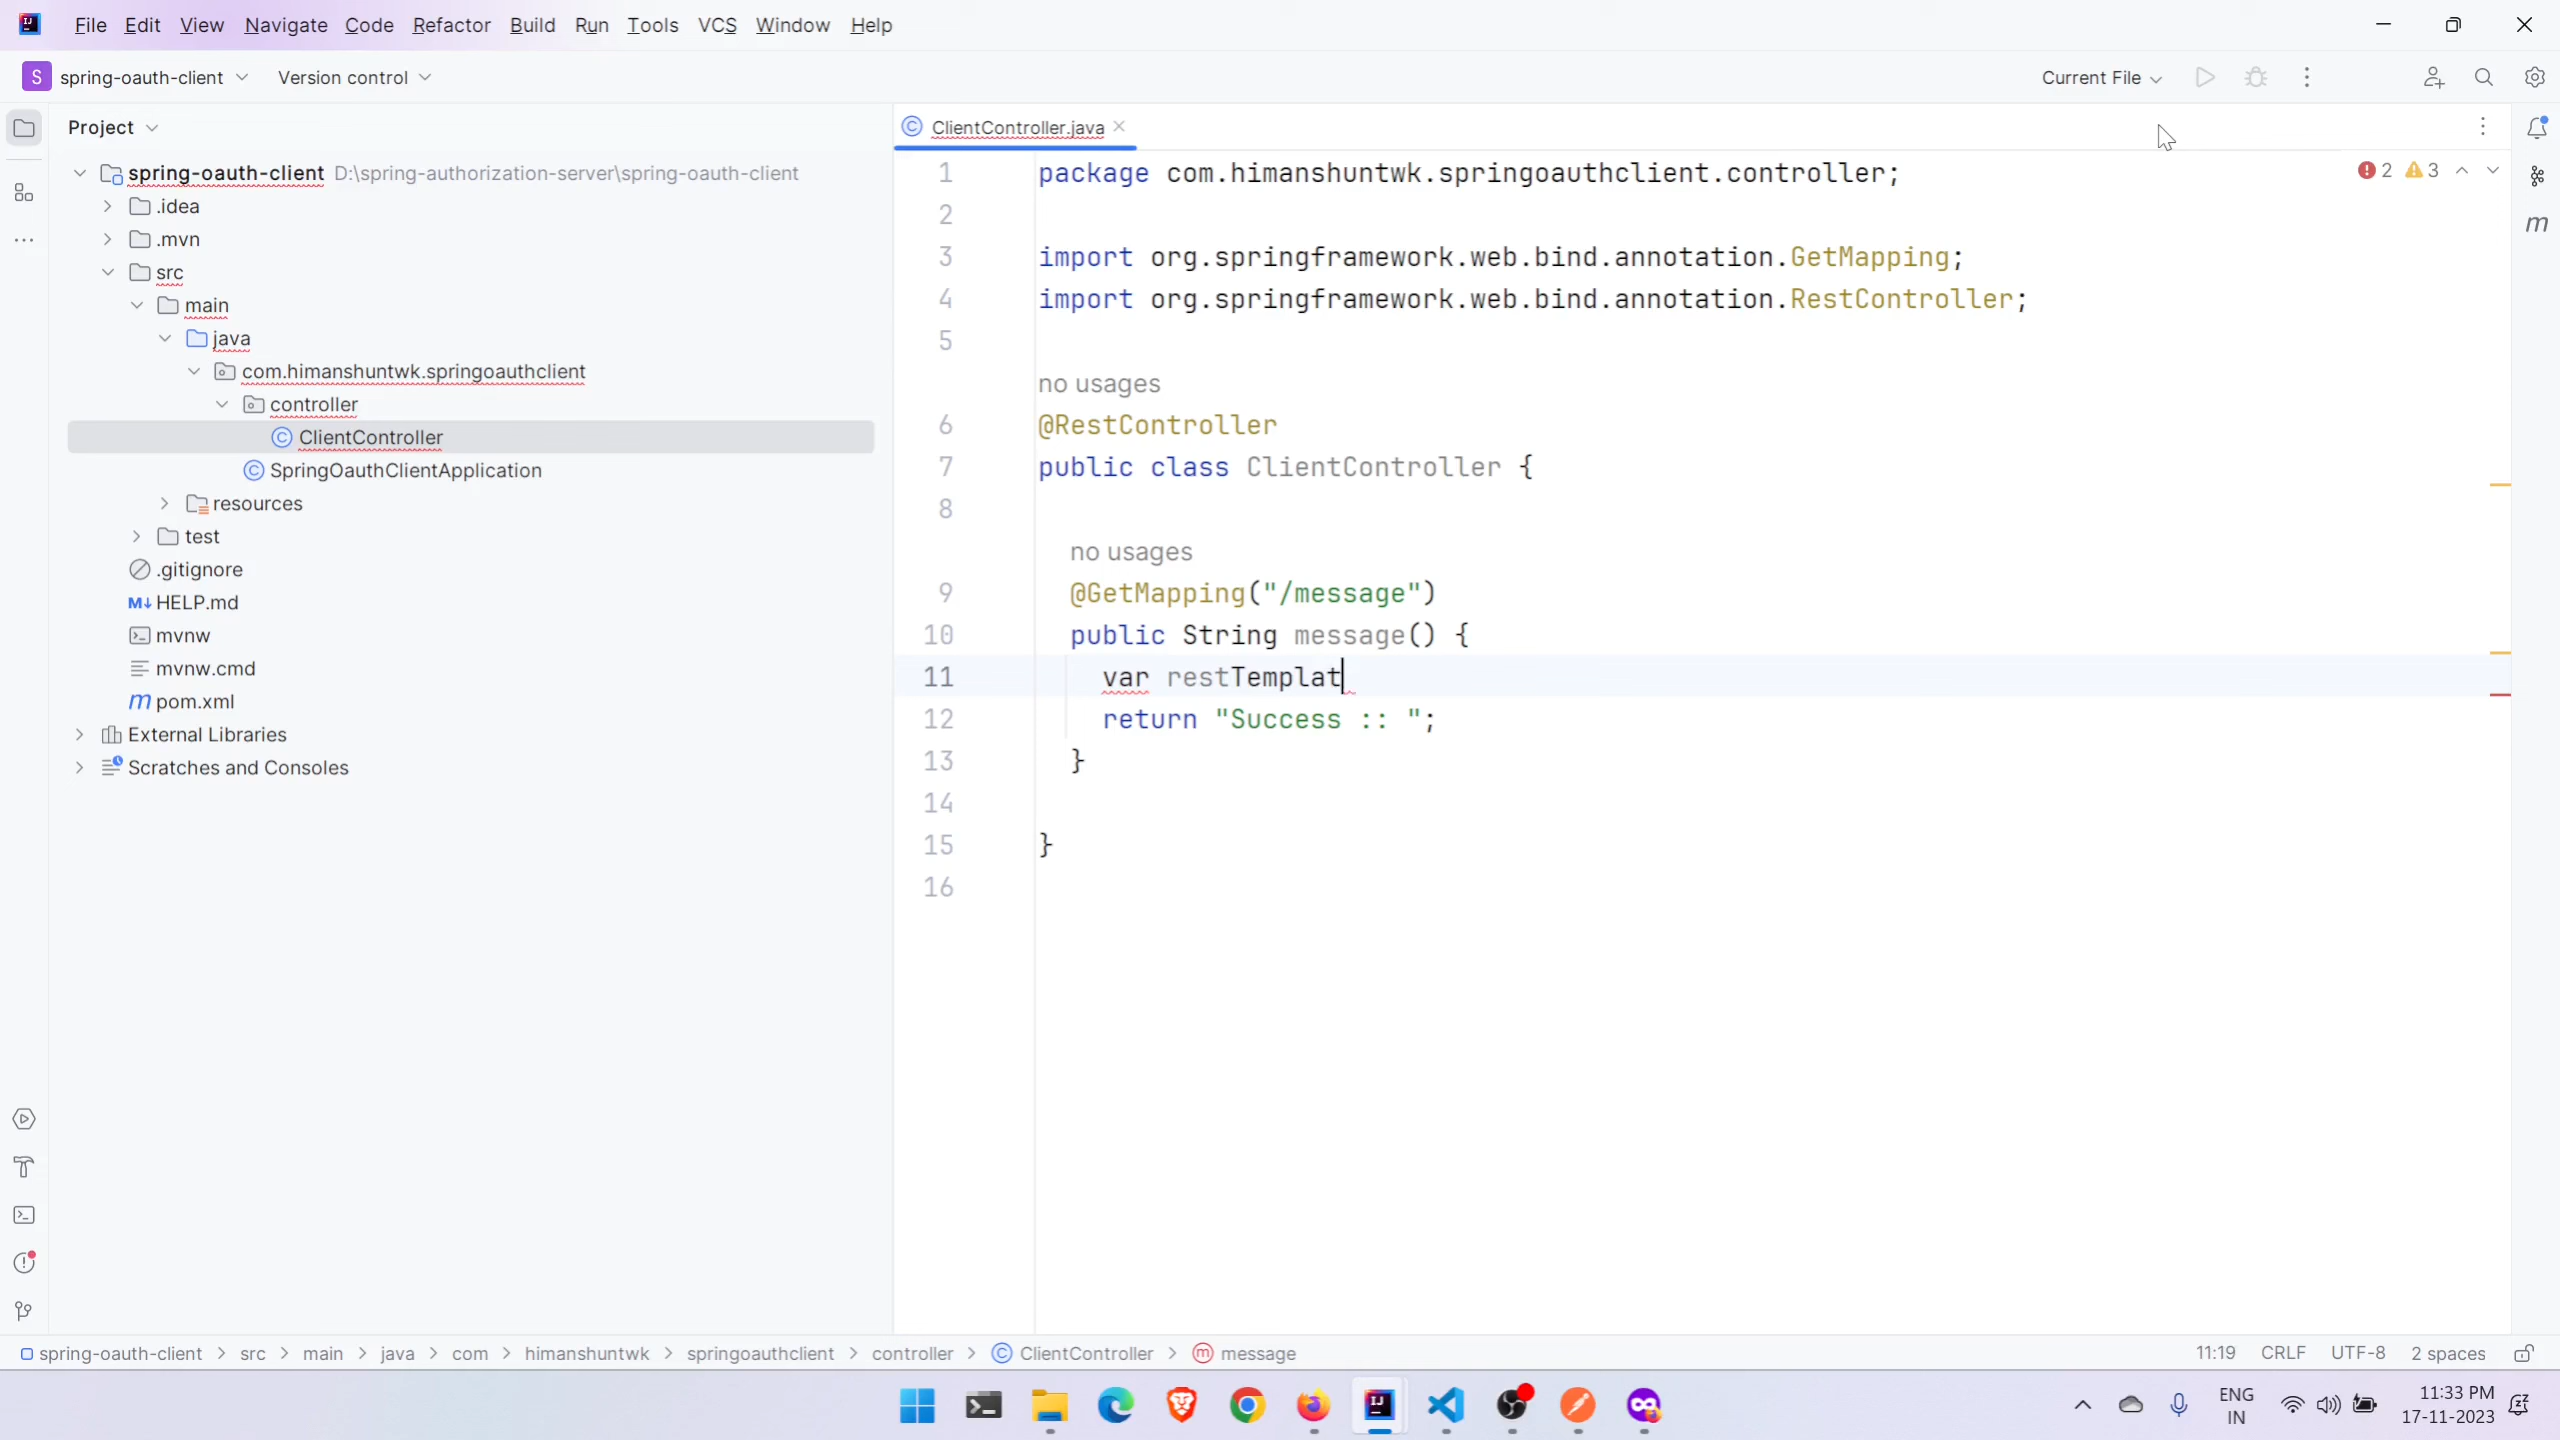 File Edit View Navigate Code Refactor Build Run Tools VCS Window Help
S spring-oauth-client Version control Current File
Project
ClientController.java
spring-oauth-client D:\spring-authorization-server\spring-oauth-client
.idea
.mvn
src
main
java
com.himanshuntwk.springoauthclient
controller
ClientController
SpringOauthClientApplication
resources
test
.gitignore
M↓ HELP.md
mvnw
mvnw.cmd
m pom.xml
External Libraries
Scratches and Consoles
2 3
1 package com.himanshuntwk.springoauthclient.controller;
2
3 import org.springframework.web.bind.annotation.GetMapping;
4 import org.springframework.web.bind.annotation.RestController;
5
no usages
6 @RestController
7 public class ClientController {
8
no usages
9 @GetMapping("/message")
10 public String message() {
11 var restTemplat
12 return "Success :: ";
13 }
14
15 }
16
m
spring-oauth-client > src > main > java > com > himanshuntwk > springoauthclient > controller > ClientController > message 11:19 CRLF UTF-8 2 spaces
ENG
IN
11:33 PM
17-11-2023